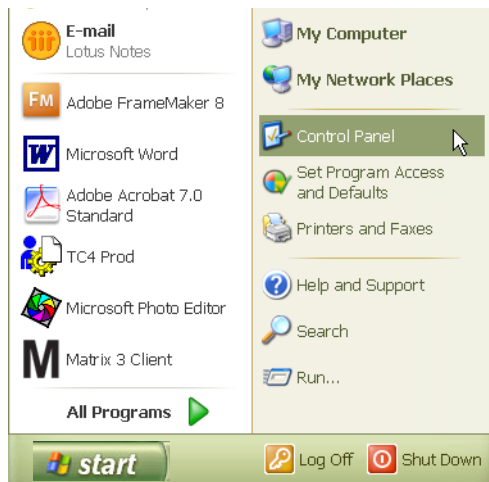 E-mail
Lotus Notes
FM
Adobe FrameMaker 8
W
Microsoft Word
Adobe Acrobat 7.0
Standard
TC4 Prod
Microsoft Photo Editor
M
Matrix 3 Client
All Programs
My Computer
My Network Places
Control Panel
Set Program Access
and Defaults
Printers and Faxes
Help and Support
Search
Run...
start
Log Off
Shut Down